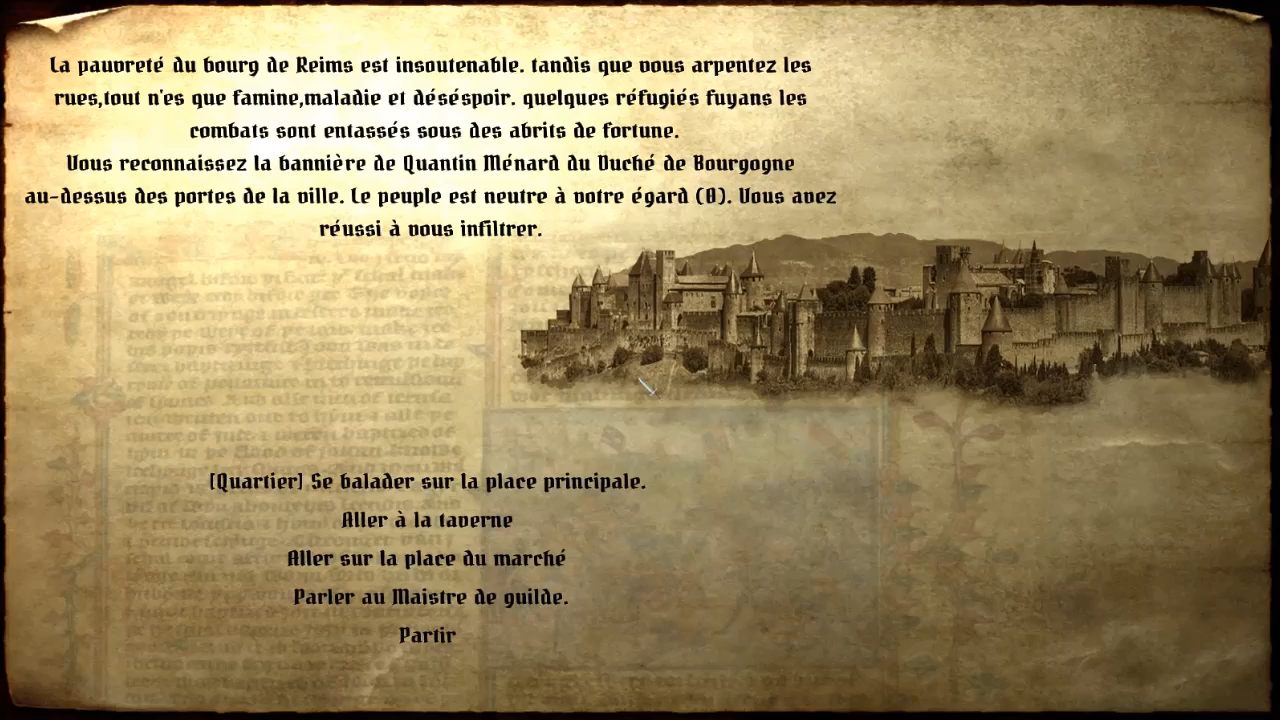 La pauvreté du bourg de Reims est insoutenable. tandis que vous arpentez les
rues,tout n'es que famine,maladie et déséspoir. quelques réfugiés fuyans les
combats sont entassés sous des abrits de fortune.
Vous reconnaissez la bannière de Quantin Ménard du Duché de Bourgogne
au-dessus des portes de la ville. Le peuple est neutre à votre égard (0). Vous avez
réussi à vous infiltrer.
[Quartier] Se balader sur la place principale.
Aller à la taverne
Aller sur la place du marché
Parler au Maistre de guilde.
Partir